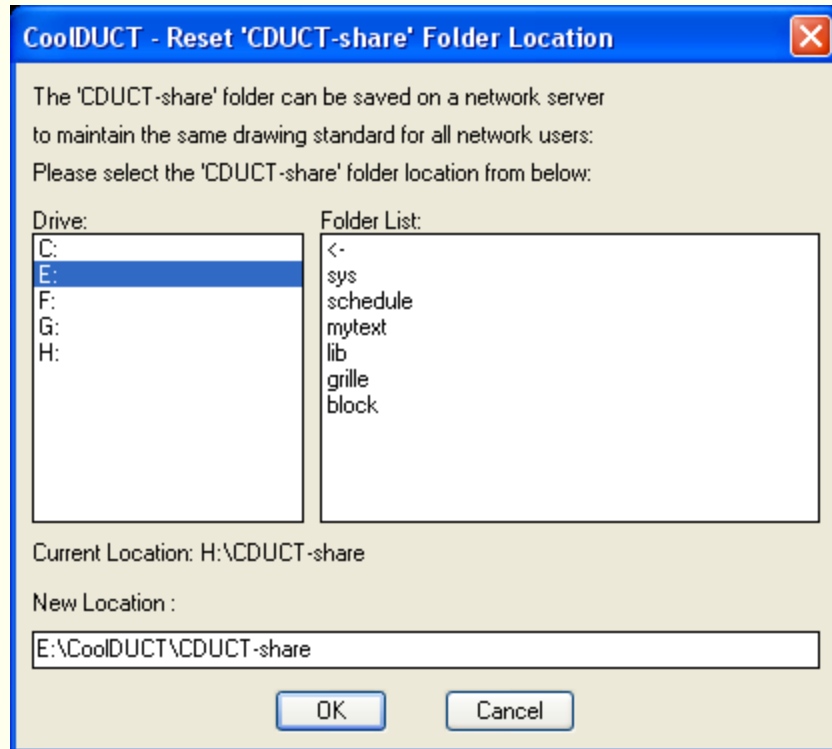 CoolDUCT - Reset 'CDUCT-share' Folder Location
The 'CDUCT-share' folder can be saved on a network server
to maintain the same drawing standard for all network users:
Please select the 'CDUCT-share' folder location from below:
Drive:
C:
E:
F:
G:
H:
Folder List:
<-
sys
schedule
mytext
lib
grille
block
Current Location: H:\CDUCT-share
New Location :
E:\CoolDUCT\CDUCT-share
OK
Cancel